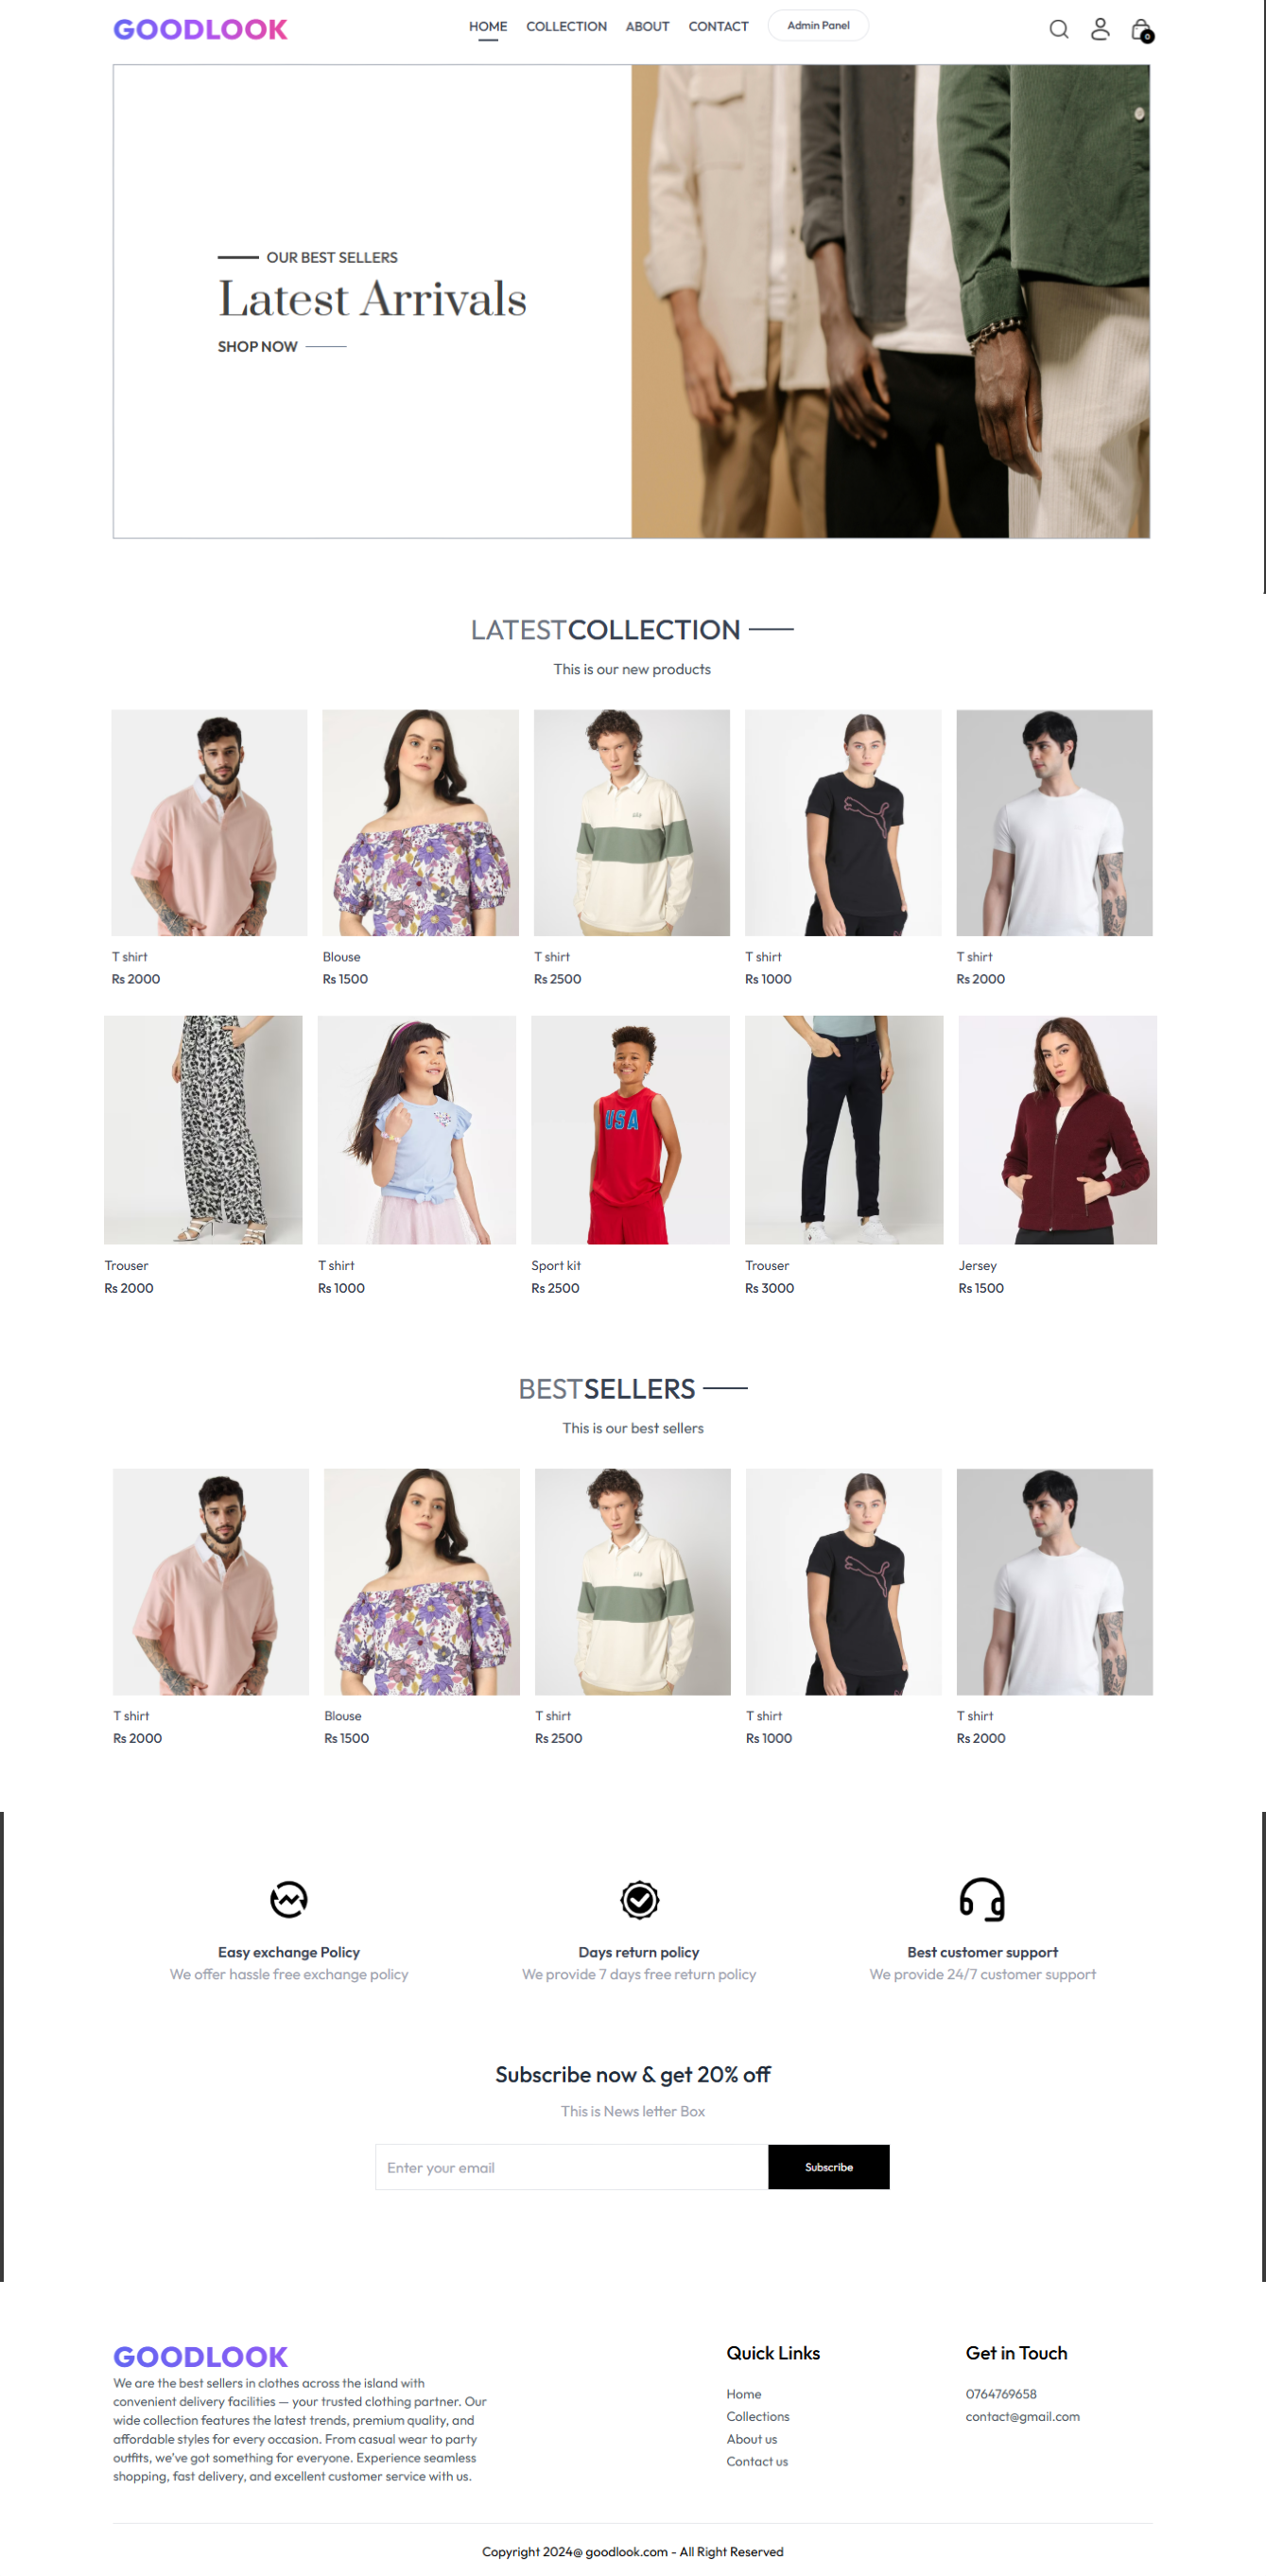 GOODLOOK
HOME COLLECTION ABOUT CONTACT Admin Panel
0
OUR BEST SELLERS
Latest Arrivals
SHOP NOW
LATESTCOLLECTION
This is our new products
T shirt Blouse T shirt T shirt T shirt
Rs 2000 Rs 1500 Rs 2500 Rs 1000 Rs 2000
USA
Trouser T shirt Sport kit Trouser Jersey
Rs 2000 Rs 1000 Rs 2500 Rs 3000 Rs 1500
BESTSELLERS
This is our best sellers
T shirt Blouse T shirt T shirt T shirt
Rs 2000 Rs 1500 Rs 2500 Rs 1000 Rs 2000
Easy exchange Policy Days return policy Best customer support
We offer hassle free exchange policy We provide 7 days free return policy We provide 24/7 customer support
Subscribe now & get 20% off
This is News letter Box
Enter your email Subscribe
GOODLOOK
We are the best sellers in clothes across the island with
convenient delivery facilities — your trusted clothing partner. Our
wide collection features the latest trends, premium quality, and
affordable styles for every occasion. From casual wear to party
outfits, we've got something for everyone. Experience seamless
shopping, fast delivery, and excellent customer service with us.
Quick Links
Home
Collections
About us
Contact us
Get in Touch
0764769658
contact@gmail.com
Copyright 2024@ goodlook.com - All Right Reserved